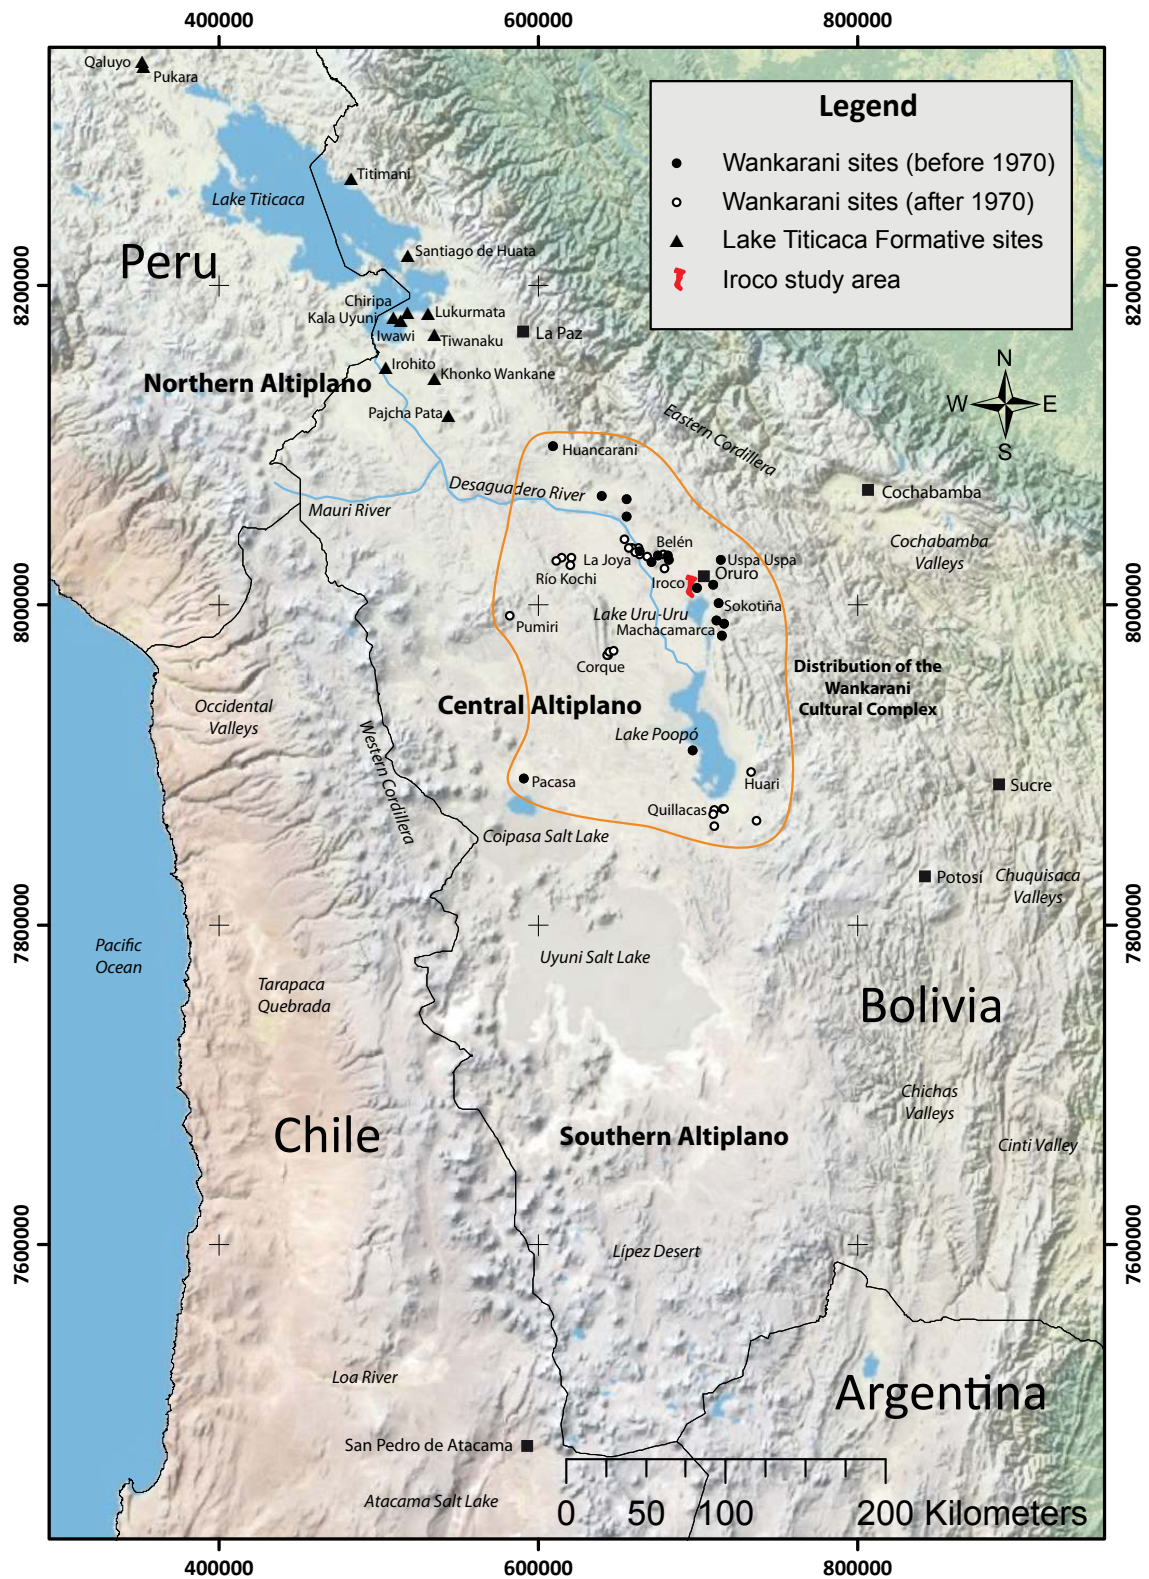 400000
600000
800000
Qaluyo
Pukara
Legend
Wankarani sites (before 1970)
Wankarani sites (after 1970)
Lake Titicaca Formative sites
Iroco study area
Titimani
Lake Titicaca
Peru
Santiago de Huata
8200000
8200000
Chiripa
Kala Uyuni
Lukurmata
Iwawi
Tiwanaku
La Paz
Irohito
Khonko Wankane
Northern Altiplano
Pajcha Pata
N
W
E
S
Eastern Cordillera
Huancarani
Desaguadero River
Mauri River
Cochabamba
Cochabamba
Valleys
Belén
La Joya
Uspa Uspa
Río Kochi
Iroco
Oruro
8000000
8000000
Lake Uru-Uru
Sokotiña
Pumiri
Machacamarca
Corque
Distribution of the
Wankarani
Cultural Complex
Central Altiplano
Occidental
Valleys
Western Cordillera
Lake Poopó
Pacasa
Huari
Sucre
Quillacas
Coipasa Salt Lake
Potosí
Chuquisaca
Valleys
7800000
7800000
Pacific
Ocean
Uyuni Salt Lake
Tarapaca
Quebrada
Bolivia
Chichas
Valleys
Chile
Southern Altiplano
Cinti Valley
7600000
7600000
Lípez Desert
Loa River
Argentina
San Pedro de Atacama
Atacama Salt Lake
0 50 100 200 Kilometers
400000
600000
800000